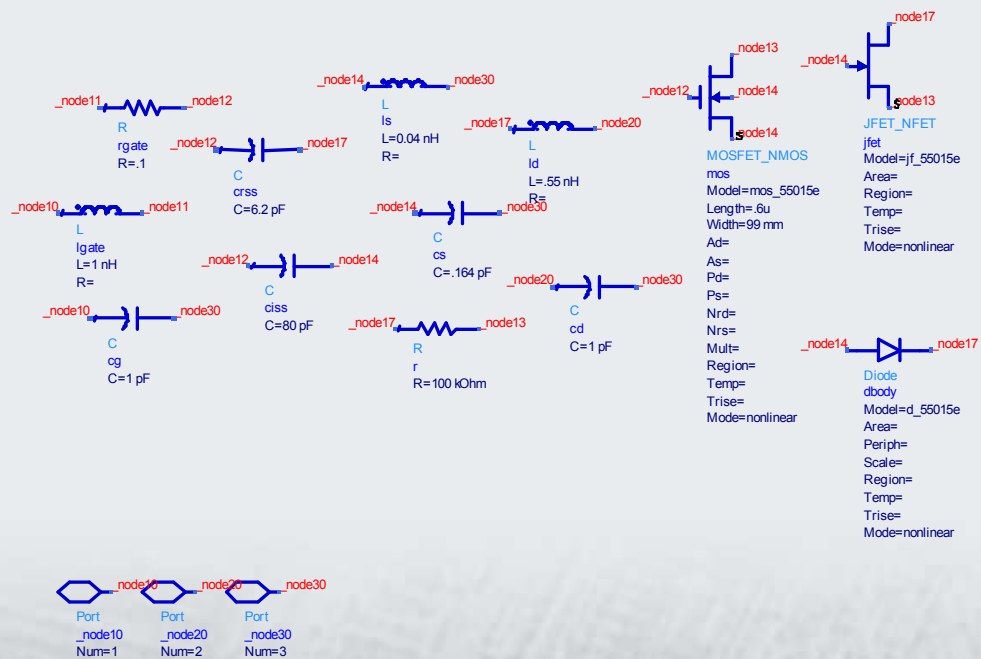 _node11
_node12
R
rgate
R=.1
_node12
_node17
C
crss
C=6.2 pF
_node14
_node30
L
ls
L=0.04 nH
R=
_node17
_node20
L
ld
L=.55 nH
R=
_node10
_node11
L
lgate
L=1 nH
R=
_node14
_node30
C
cs
C=.164 pF
_node12
_node14
C
ciss
C=80 pF
_node10
_node30
C
cg
C=1 pF
_node17
_node13
R
r
R=100 kOhm
_node20
_node30
C
cd
C=1 pF
_node13
_node12
_node14
S
_node14
MOSFET_NMOS
mos
Model=mos_55015e
Length=.6u
Width=99 mm
Ad=
As=
Pd=
Ps=
Nrd=
Nrs=
Mult=
Region=
Temp=
Trise=
Mode=nonlinear
_node17
_node14
S
_node13
JFET_NFET
jfet
Model=jf_55015e
Area=
Region=
Temp=
Trise=
Mode=nonlinear
_node14
_node17
Diode
dbody
Model=d_55015e
Area=
Periph=
Scale=
Region=
Temp=
Trise=
Mode=nonlinear
_node10
Port
_node10
Num=1
_node20
Port
_node20
Num=2
_node30
Port
_node30
Num=3